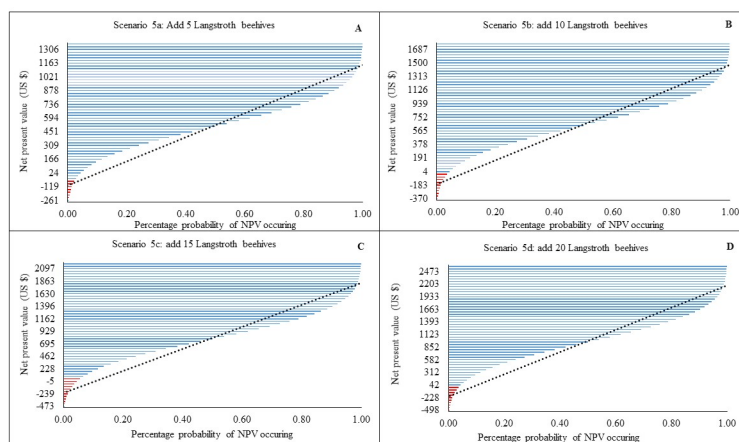 Scenario 5a: Add 5 Langstroth beehives
A
Net present value (US $)
1306
1163
1021
878
736
594
451
309
166
24
-119
-261
0.00 0.20 0.40 0.60 0.80 1.00
Percentage probability of NPV occuring
Scenario 5b: add 10 Langstroth beehives
B
Net present value (US $)
1687
1500
1313
1126
939
752
565
378
191
4
-183
-370
0.00 0.20 0.40 0.60 0.80 1.00
Percentage probability of NPV occuring
Scenario 5c: add 15 Langstroth beehives
C
Net present value (US $)
2097
1863
1630
1396
1162
929
695
462
228
-5
-239
-473
0.00 0.20 0.40 0.60 0.80 1.00
Percentage probability of NPV occuring
Scenario 5d: add 20 Langstroth beehives
D
Net present value (US $)
2473
2203
1933
1663
1393
1123
852
582
312
42
-228
-498
0.00 0.20 0.40 0.60 0.80 1.00
Percentage probability of NPV occuring